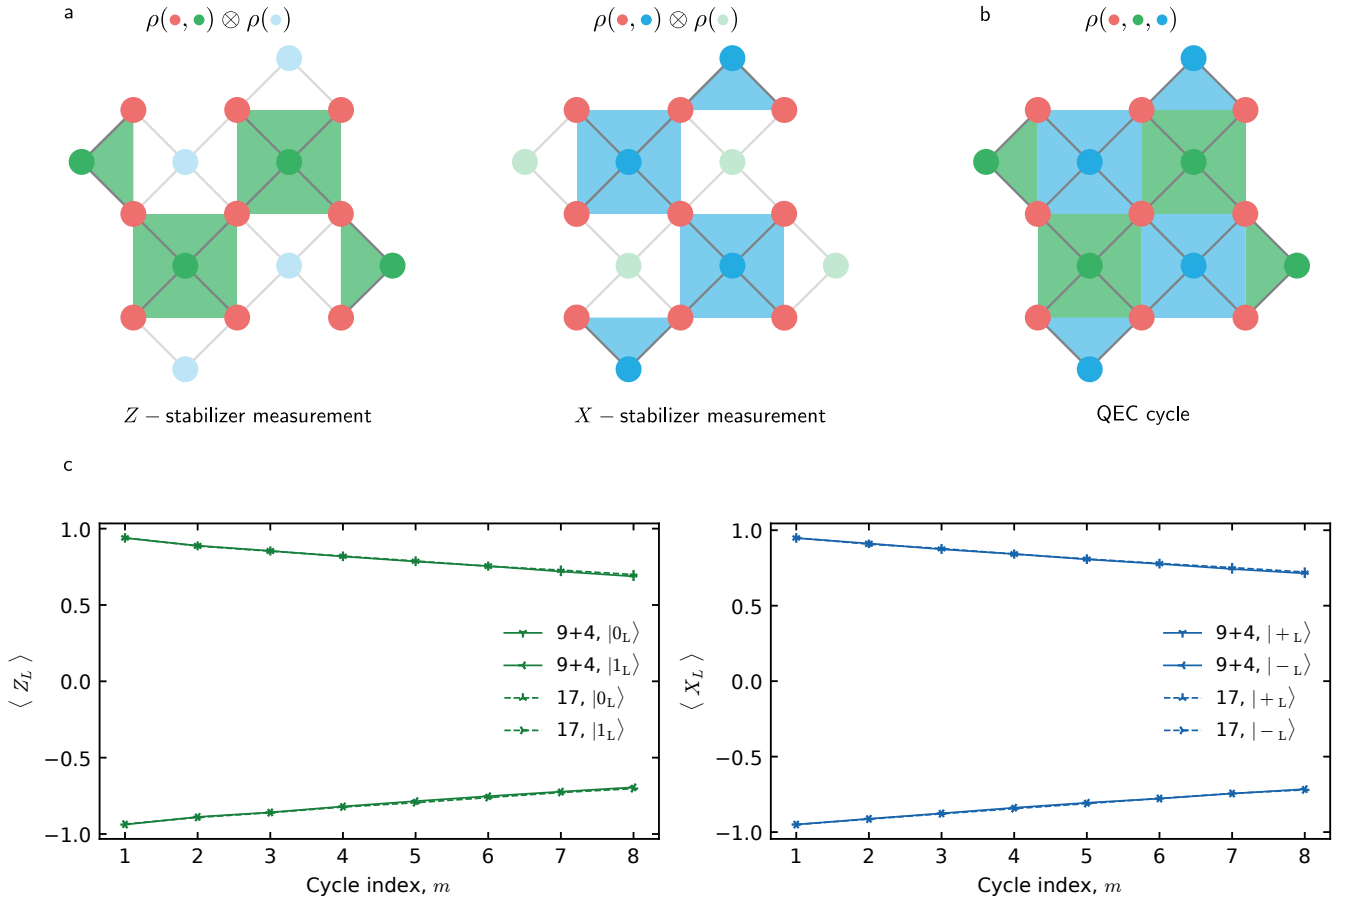 a
ρ(●, ●) ⊗ ρ(●)
ρ(●, ●) ⊗ ρ(●)
b
ρ(●, ●, ●)
Z − stabilizer measurement
X − stabilizer measurement
QEC cycle
c
1.0
0.5
0.0
−0.5
−1.0
⟨ Z_L ⟩
9+4, |0_L⟩
9+4, |1_L⟩
17, |0_L⟩
17, |1_L⟩
1 2 3 4 5 6 7 8
Cycle index, m
1.0
0.5
0.0
−0.5
−1.0
⟨ X_L ⟩
9+4, |+_L⟩
9+4, |−_L⟩
17, |+_L⟩
17, |−_L⟩
1 2 3 4 5 6 7 8
Cycle index, m